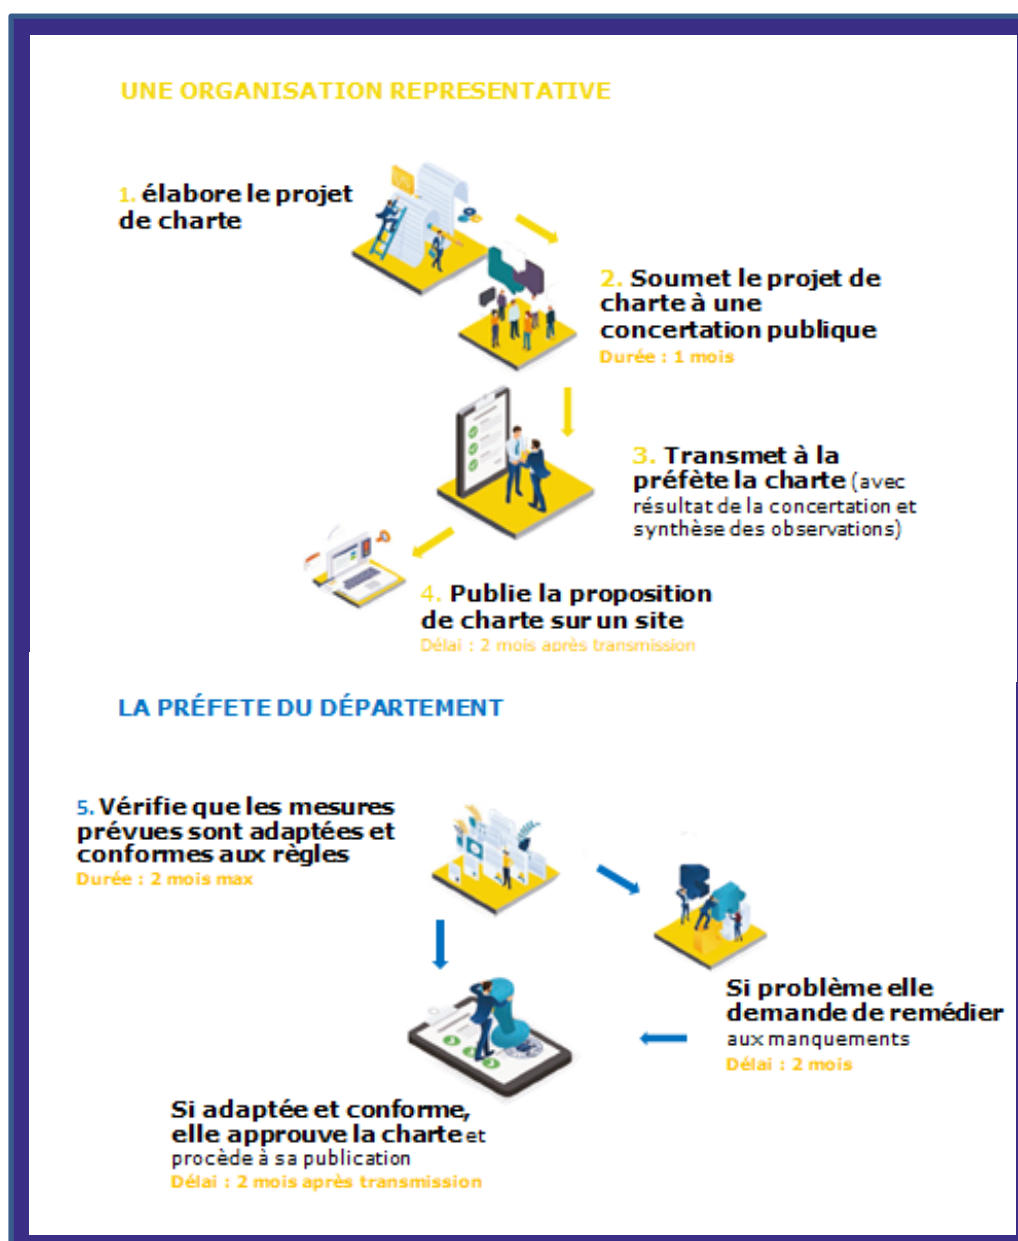 UNE ORGANISATION REPRESENTATIVE
1. élabore le projet
de charte
2. Soumet le projet de
charte à une
concertation publique
Durée : 1 mois
3. Transmet à la
préfète la charte (avec
résultat de la concertation et
synthèse des observations)
4. Publie la proposition
de charte sur un site
Délai : 2 mois après transmission
LA PRÉFETE DU DÉPARTEMENT
5. Vérifie que les mesures
prévues sont adaptées et
conformes aux règles
Durée : 2 mois max
Si problème elle
demande de remédier
aux manquements
Délai : 2 mois
Si adaptée et conforme,
elle approuve la charte et
procède à sa publication
Délai : 2 mois après transmission